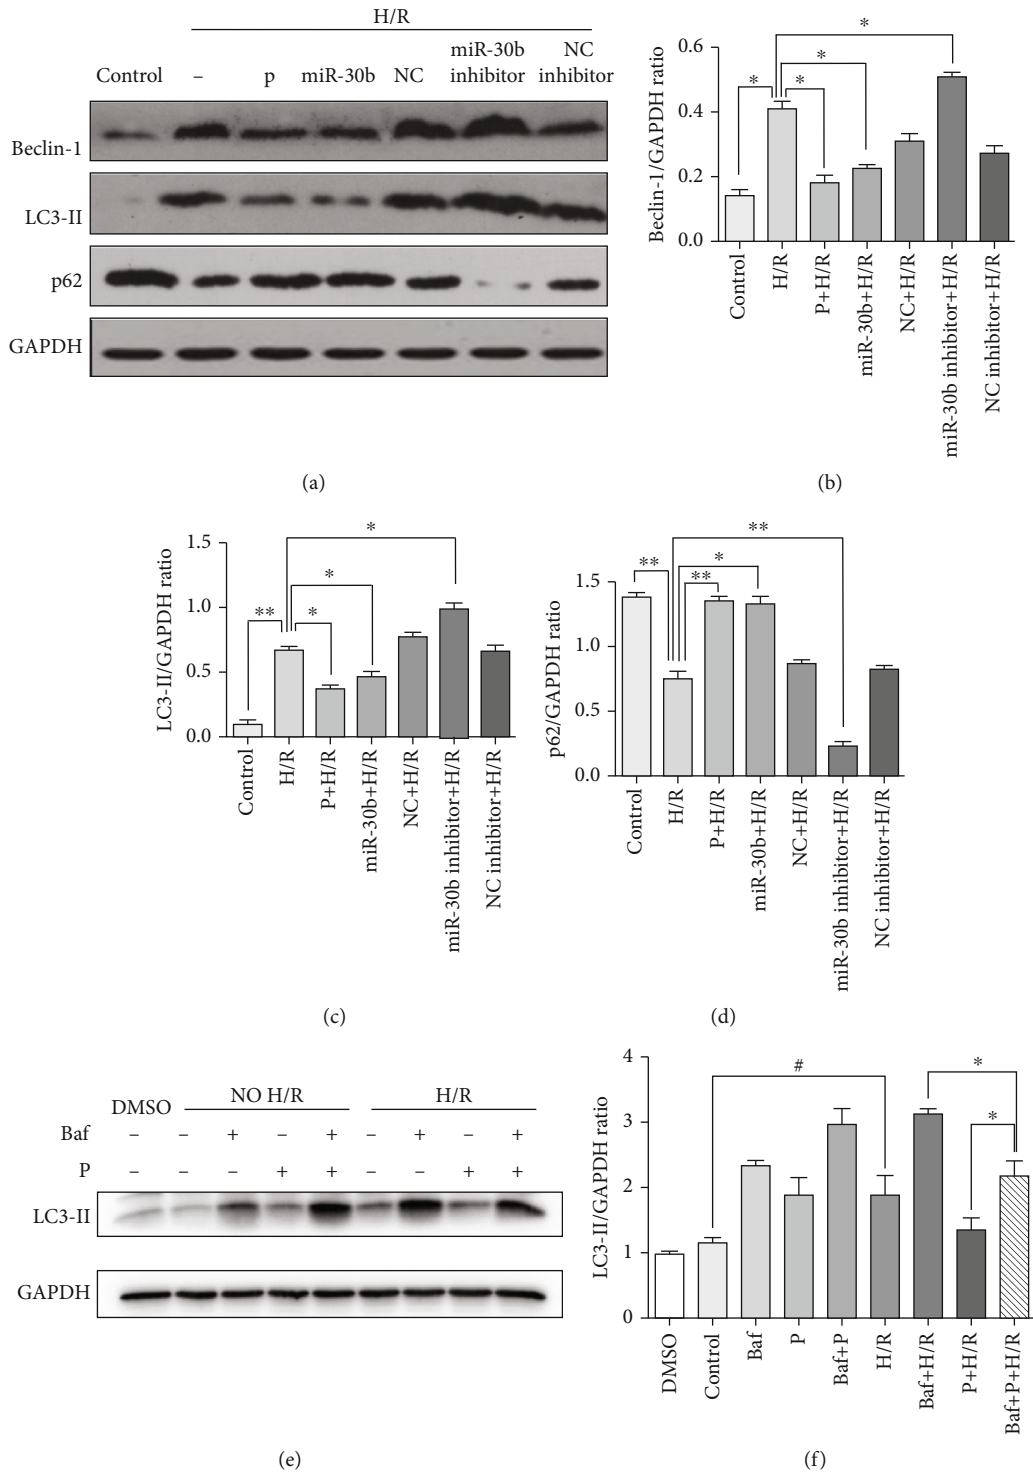 H/R
Control – p miR-30b NC miR-30b inhibitor NC inhibitor
Beclin-1
LC3-II
p62
GAPDH
(a)
Beclin-1/GAPDH ratio
0.6
0.4
0.2
0.0
* * * *
Control
H/R
P+H/R
miR-30b+H/R
NC+H/R
miR-30b inhibitor+H/R
NC inhibitor+H/R
(b)
LC3-II/GAPDH ratio
1.5
1.0
0.5
0.0
** * * *
Control
H/R
P+H/R
miR-30b+H/R
NC+H/R
miR-30b inhibitor+H/R
NC inhibitor+H/R
(c)
p62/GAPDH ratio
1.5
1.0
0.5
0.0
** ** * **
Control
H/R
P+H/R
miR-30b+H/R
NC+H/R
miR-30b inhibitor+H/R
NC inhibitor+H/R
(d)
DMSO NO H/R H/R
Baf – – + – + – + – +
P – – – + + – – + +
LC3-II
GAPDH
(e)
LC3-II/GAPDH ratio
4
3
2
1
0
# * *
DMSO
Control
Baf
P
Baf+P
H/R
Baf+H/R
P+H/R
Baf+P+H/R
(f)